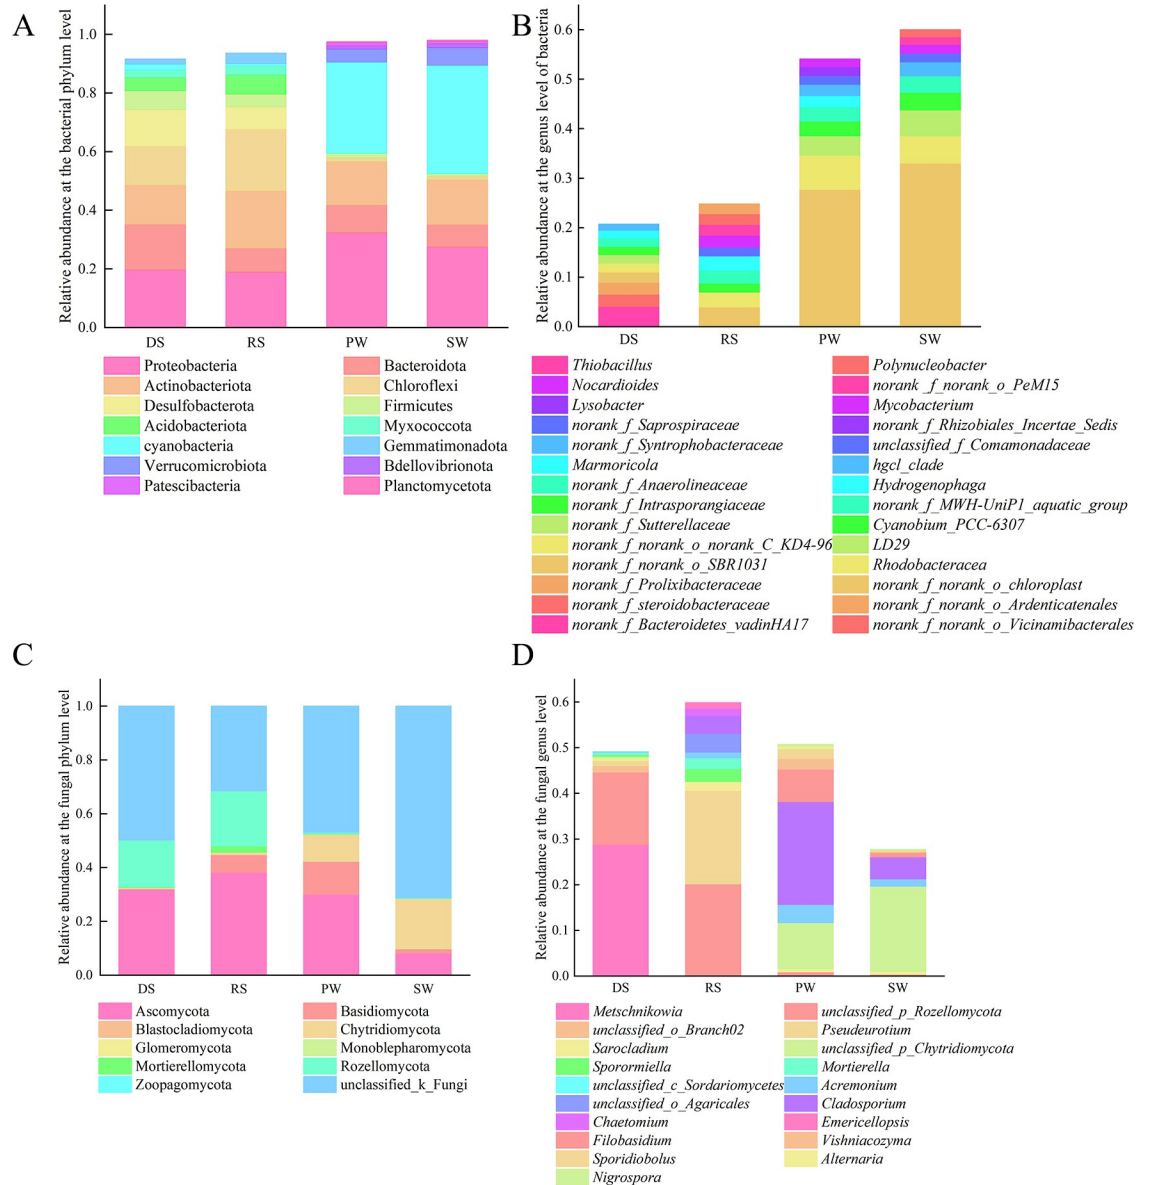 A
Relative abundance at the bacterial phylum level
1.0
0.8
0.6
0.4
0.2
0.0
DS RS PW SW
Proteobacteria Bacteroidota
Actinobacteriota Chloroflexi
Desulfobacterota Firmicutes
Acidobacteriota Myxococcota
cyanobacteria Gemmatimonadota
Verrucomicrobiota Bdellovibrionota
Patescibacteria Planctomycetota
B
Relative abundance at the genus level of bacteria
0.6
0.5
0.4
0.3
0.2
0.1
0.0
DS RS PW SW
Thiobacillus Polynucleobacter
Nocardioides norank_f_norank_o_PeM15
Lysobacter Mycobacterium
norank_f_Saprospiraceae norank_f_Rhizobiales_Incertae_Sedis
norank_f_Syntrophobacteraceae unclassified_f_Comamonadaceae
Marmoricola hgcl_clade
norank_f_Anaerolineaceae Hydrogenophaga
norank_f_Intrasporangiaceae norank_f_MWH-UniP1_aquatic_group
norank_f_Sutterellaceae Cyanobium_PCC-6307
norank_f_norank_o_norank_C_KD4-96 LD29
norank_f_norank_o_SBR1031 Rhodobacteracea
norank_f_Prolixibacteraceae norank_f_norank_o_chloroplast
norank_f_steroidobacteraceae norank_f_norank_o_Ardenticatenales
norank_f_Bacteroidetes_vadinHA17 norank_f_norank_o_Vicinamibacterales
C
Relative abundance at the fungal phylum level
1.0
0.8
0.6
0.4
0.2
0.0
DS RS PW SW
Ascomycota Basidiomycota
Blastocladiomycota Chytridiomycota
Glomeromycota Monoblepharomycota
Mortierellomycota Rozellomycota
Zoopagomycota unclassified_k_Fungi
D
Relative abundance at the fungal genus level
0.6
0.5
0.4
0.3
0.2
0.1
0.0
DS RS PW SW
Metschnikowia unclassified_p_Rozellomycota
unclassified_o_Branch02 Pseudeurotium
Sarocladium unclassified_p_Chytridiomycota
Spormiella Mortierella
unclassified_c_Sordariomycetes Acremonium
unclassified_o_Agaricales Cladosporium
Chaetomium Emericellopsis
Filobasidium Vishniacozyma
Sporidiobolus Alternaria
Nigrospora